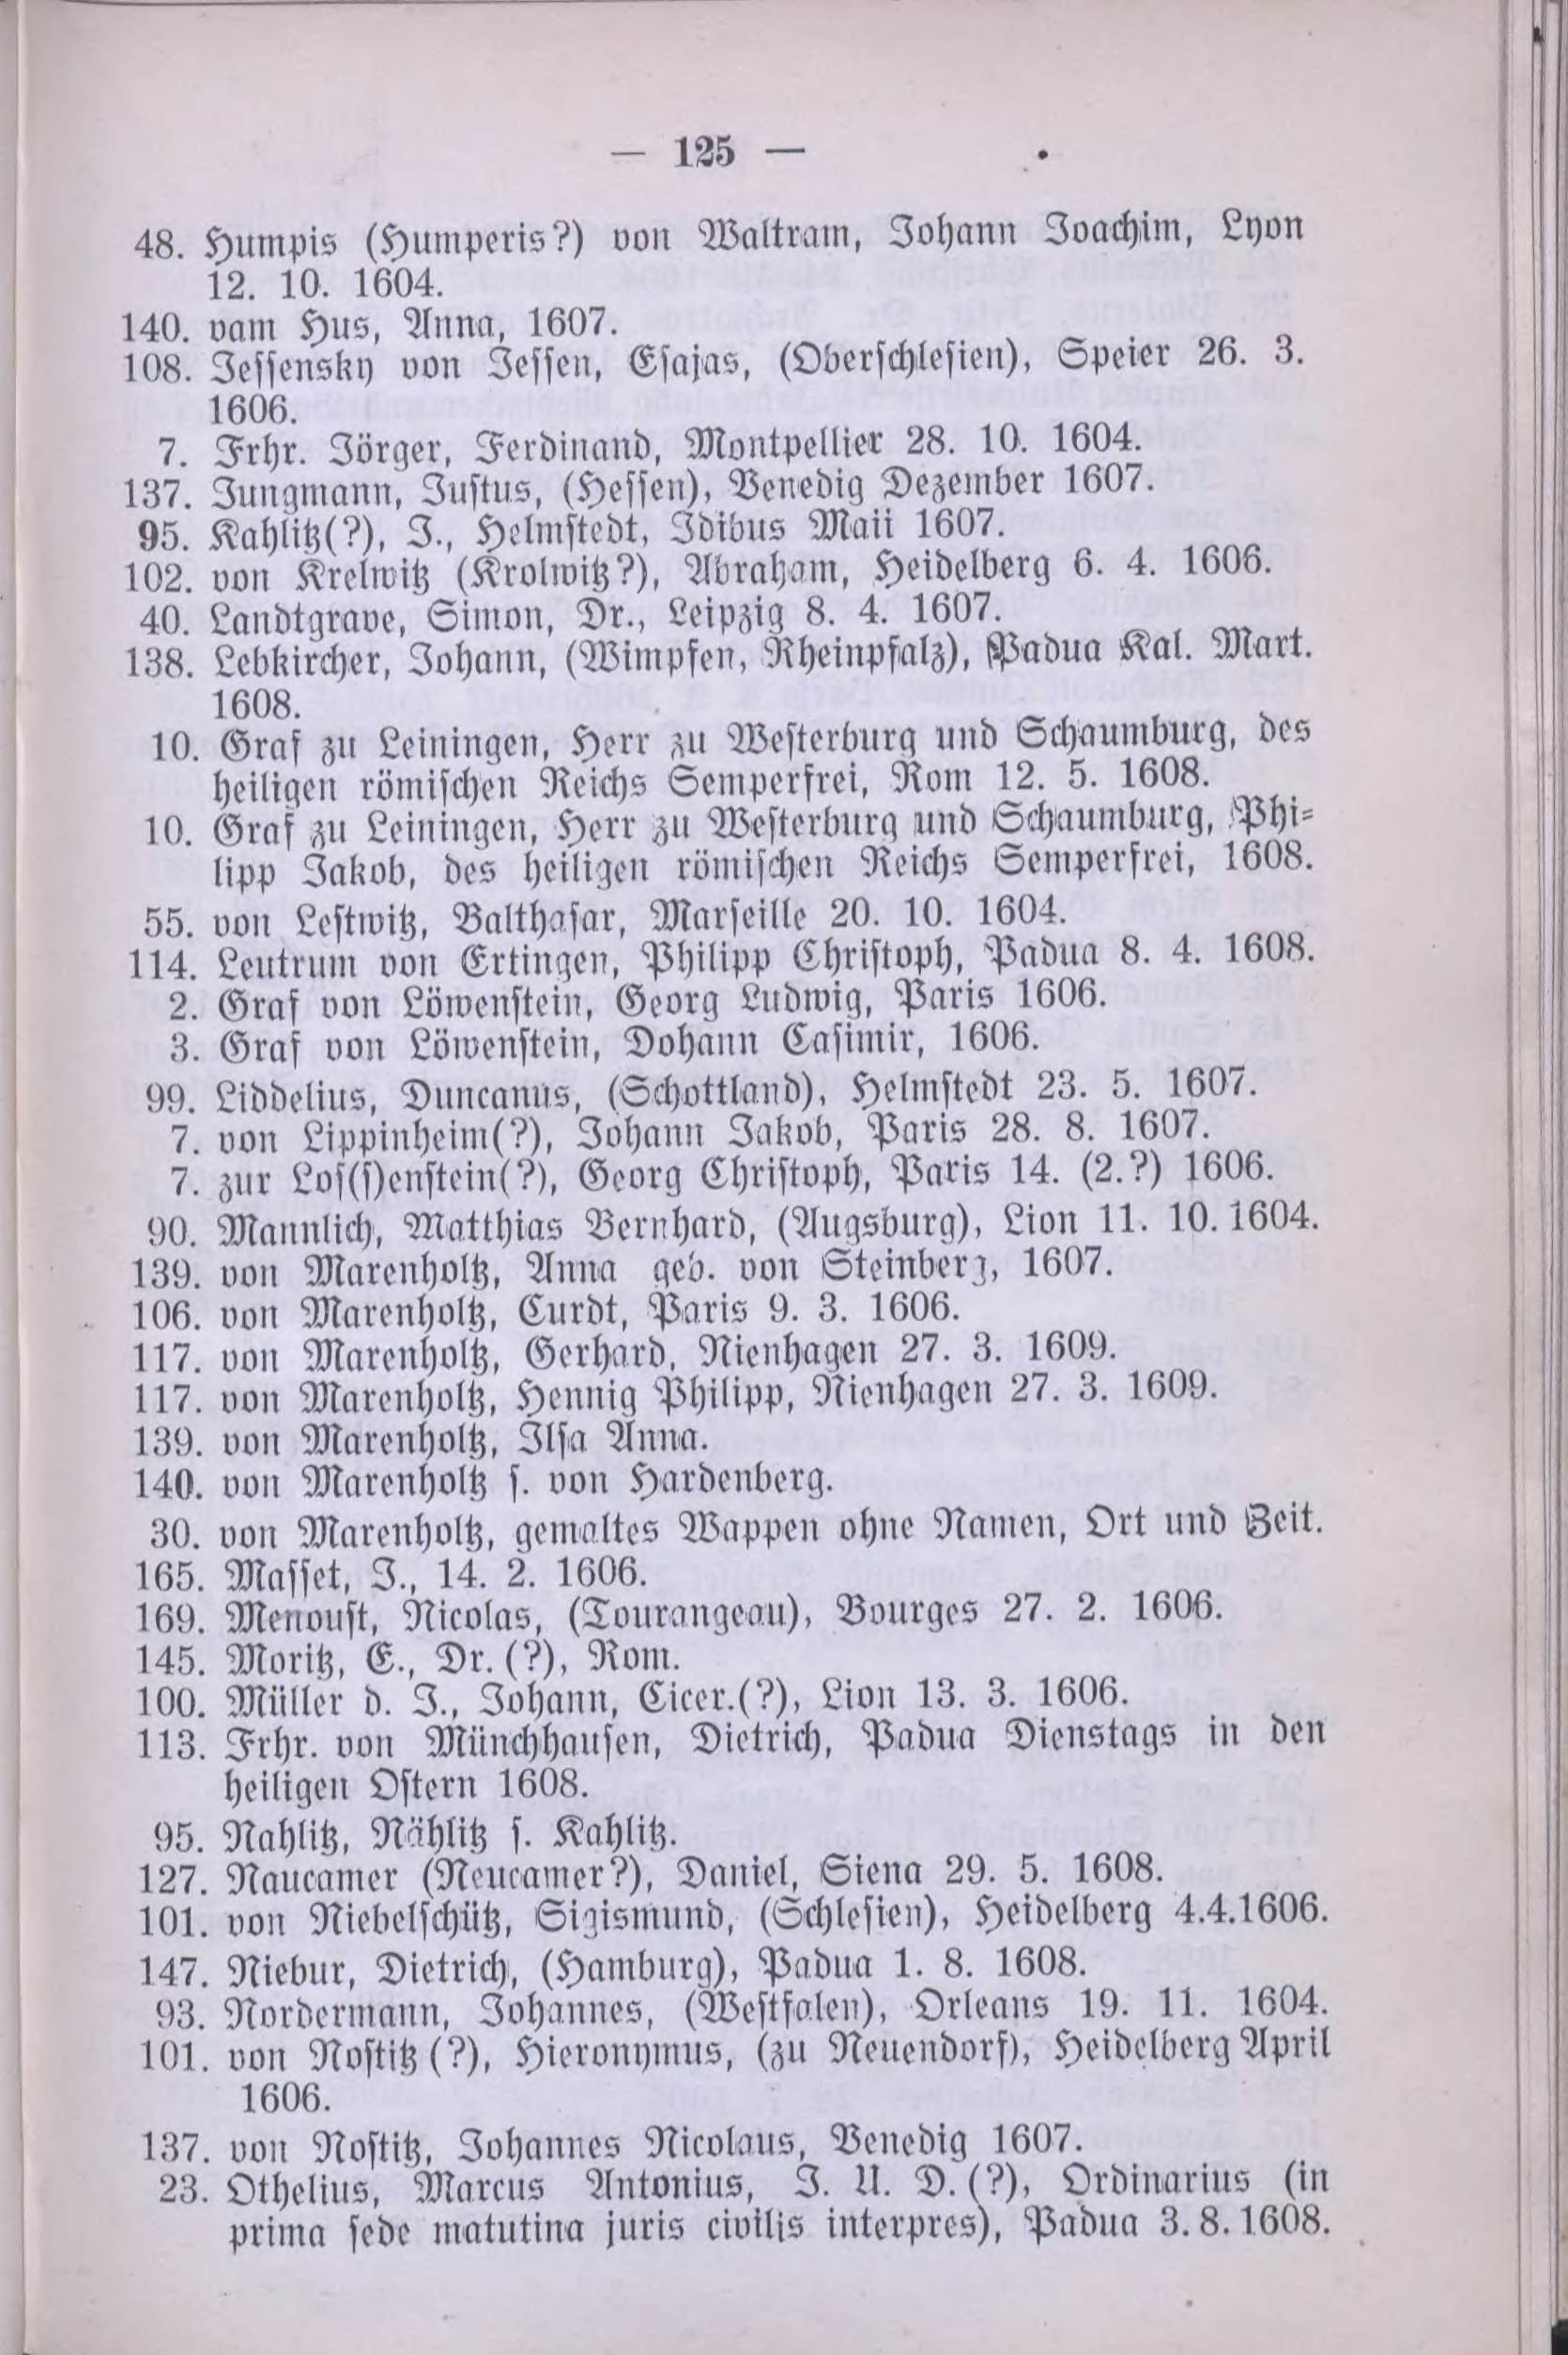 — 125 —
48. Humpis (Humperis?) von Waltram, Johann Joachim, Lyon
12. 10. 1604.
140. vam Hus, Anna, 1607.
108. Jessensky von Jessen, Esajas, (Oberschlesien), Speier 26. 3.
1606.
7. Frhr. Jörger, Ferdinand, Montpellier 28. 10. 1604.
137. Jungmann, Justus, (Hessen), Venedig Dezember 1607.
95. Kahlitz(?), J., Helmstedt, Idibus Maii 1607.
102. von Krelwitz (Krolwitz?), Abraham, Heidelberg 6. 4. 1606.
40. Landtgrave, Simon, Dr., Leipzig 8. 4. 1607.
138. Lebkircher, Johann, (Wimpfen, Rheinpfalz), Padua Kal. Mart.
1608.
10. Graf zu Leiningen, Herr zu Westerburg und Schaumburg, des
heiligen römischen Reichs Semperfrei, Rom 12. 5. 1608.
10. Graf zu Leiningen, Herr zu Westerburg und Schaumburg, Phi-
lipp Jakob, des heiligen römischen Reichs Semperfrei, 1608.
55. von Lestwitz, Balthasar, Marseille 20. 10. 1604.
114. Leutrum von Ertingen, Philipp Christoph, Padua 8. 4. 1608.
2. Graf von Löwenstein, Georg Ludwig, Paris 1606.
3. Graf von Löwenstein, Dohann Casimir, 1606.
99. Liddelius, Duncanus, (Schottland), Helmstedt 23. 5. 1607.
7. von Lippinheim(?), Johann Jakob, Paris 28. 8. 1607.
7. zur Los(s)enstein(?), Georg Christoph, Paris 14. (2.?) 1606.
90. Mannlich, Matthias Bernhard, (Augsburg), Lion 11. 10. 1604.
139. von Marenholtz, Anna geb. von Steinberg, 1607.
106. von Marenholtz, Curdt, Paris 9. 3. 1606.
117. von Marenholtz, Gerhard, Nienhagen 27. 3. 1609.
117. von Marenholtz, Hennig Philipp, Nienhagen 27. 3. 1609.
139. von Marenholtz, Ilsa Anna.
140. von Marenholtz s. von Hardenberg.
30. von Marenholtz, gemaltes Wappen ohne Namen, Ort und Zeit.
165. Masset, J., 14. 2. 1606.
169. Menoust, Nicolas, (Tourangeau), Bourges 27. 2. 1606.
145. Moritz, E., Dr. (?), Rom.
100. Müller d. J., Johann, Cicer.(?), Lion 13. 3. 1606.
113. Frhr. von Münchhausen, Dietrich, Padua Dienstags in den
heiligen Ostern 1608.
95. Nahlitz, Nählitz s. Kahlitz.
127. Naucamer (Neucamer?), Daniel, Siena 29. 5. 1608.
101. von Niebelschütz, Sigismund, (Schlesien), Heidelberg 4.4.1606.
147. Niebur, Dietrich, (Hamburg), Padua 1. 8. 1608.
93. Nordermann, Johannes, (Westfalen), Orleans 19. 11. 1604.
101. von Nostitz (?), Hieronymus, (zu Neuendorf), Heidelberg April
1606.
137. von Nostitz, Johannes Nicolaus, Venedig 1607.
23. Othelius, Marcus Antonius, J. U. D. (?), Ordinarius (in
prima sede matutina juris civilis interpres), Padua 3. 8. 1608.